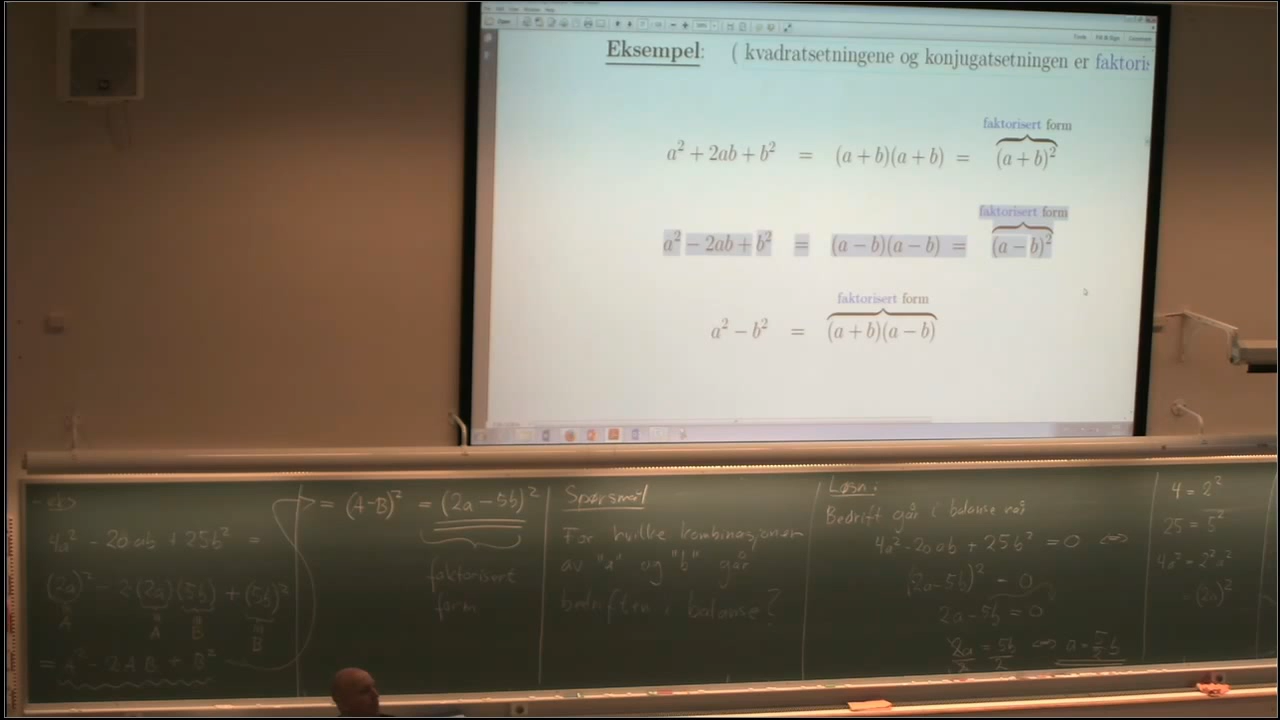 Eksempel: ( kvadratsetningene og konjugatsetningen er faktoris
faktorisert form
a² + 2ab + b² = (a + b)(a + b) = (a + b)²
faktorisert form
a² − 2ab + b² = (a − b)(a − b) = (a − b)²
faktorisert form
a² − b² = (a + b)(a − b)
4a² - 20ab + 25b² =
(2a)² - 2(2a)(5b) + (5b)²
A A B B
= A² - 2AB + B²
= (A-B)² = (2a-5b)²
faktorisert
form
Spørsmål
For hvilke kombinasjoner
av "a" og "b" går
bedriften i balanse?
Løsn:
Bedrift går i balanse når
4a² - 20ab + 25b² = 0 ⇔
(2a-5b)² = 0
2a-5b = 0
2a/2 = 5b/2 ⇔ a = 5/2 b
4 = 2²
25 = 5²
4a² = 2²a²
= (2a)²